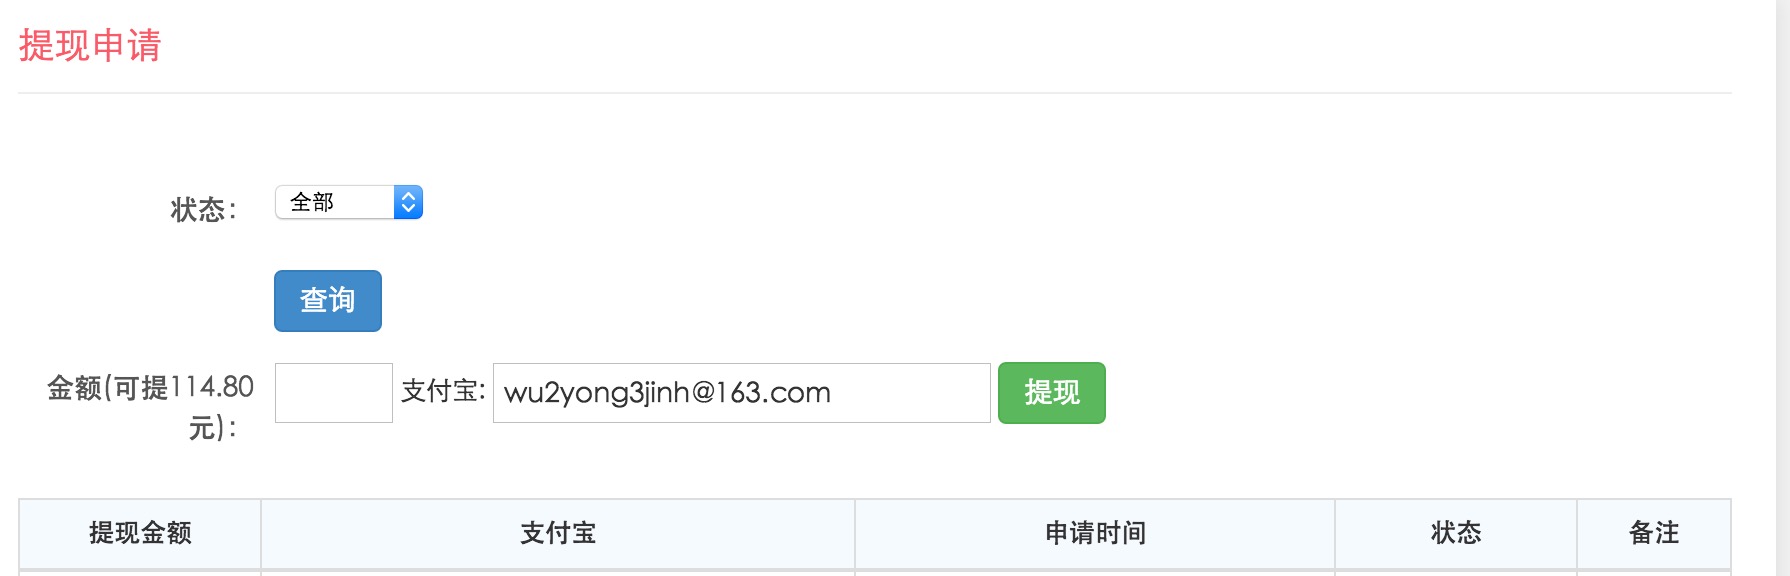 提现申请
状态： 全部
查询
金额(可提114.80元)： 支付宝: wu2yong3jinh@163.com 提现
提现金额 支付宝 申请时间 状态 备注